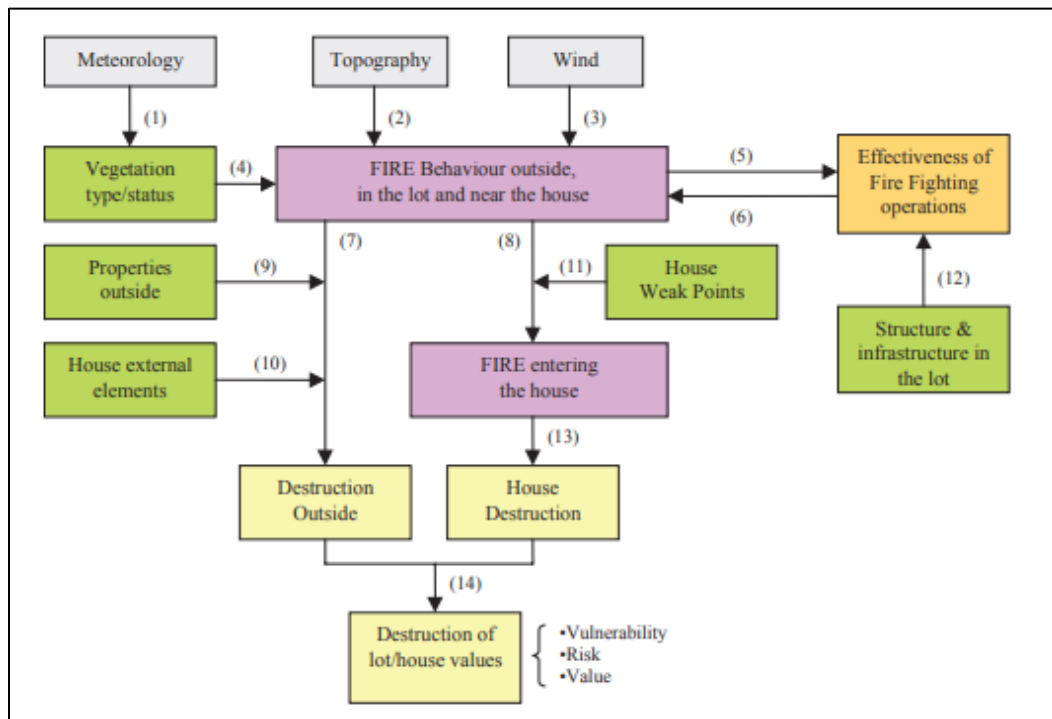 Meteorology
Topography
Wind
(1)
(2)
(3)
Vegetation
type/status
(4)
FIRE Behaviour outside,
in the lot and near the house
(5)
(6)
Effectiveness of
Fire Fighting
operations
(7)
(8)
Properties
outside
(9)
(11)
House
Weak Points
(12)
Structure &
infrastructure in
the lot
House external
elements
(10)
FIRE entering
the house
(13)
Destruction
Outside
House
Destruction
(14)
Destruction of
lot/house values
•Vulnerability
•Risk
•Value